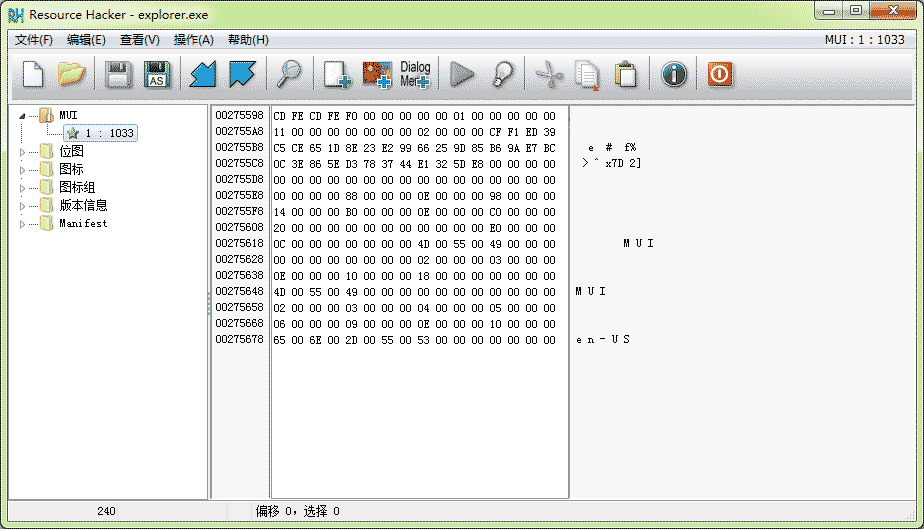 Resource Hacker - explorer.exe
文件(F) 编辑(E) 查看(V) 操作(A) 帮助(H) MUI : 1 : 1033
AS
Dialog
Menu
MUI
1 : 1033
位图
图标
图标组
版本信息
Manifest
00275598 CD FE CD FE F0 00 00 00 00 00 01 00 00 00 00 00
002755A8 11 00 00 00 00 00 00 00 02 00 00 00 CF F1 ED 39
002755B8 C5 CE 65 1D 8E 23 E2 99 66 25 9D 85 B6 9A E7 BC e # f%
002755C8 0C 3E 86 5E D3 78 37 44 E1 32 5D E8 00 00 00 00 > ^ x7D 2]
002755D8 00 00 00 00 00 00 00 00 00 00 00 00 00 00 00 00
002755E8 00 00 00 00 88 00 00 00 0E 00 00 00 98 00 00 00
002755F8 14 00 00 00 B0 00 00 00 0E 00 00 00 C0 00 00 00
00275608 20 00 00 00 00 00 00 00 00 00 00 00 E0 00 00 00
00275618 0C 00 00 00 00 00 00 00 4D 00 55 00 49 00 00 00 M U I
00275628 00 00 00 00 00 00 00 00 02 00 00 00 03 00 00 00
00275638 0E 00 00 00 10 00 00 00 18 00 00 00 00 00 00 00
00275648 4D 00 55 00 49 00 00 00 00 00 00 00 00 00 00 00 M U I
00275658 02 00 00 00 03 00 00 00 04 00 00 00 05 00 00 00
00275668 06 00 00 00 09 00 00 00 0E 00 00 00 10 00 00 00
00275678 65 00 6E 00 2D 00 55 00 53 00 00 00 00 00 00 00 e n - U S
240 偏移 0，选择 0